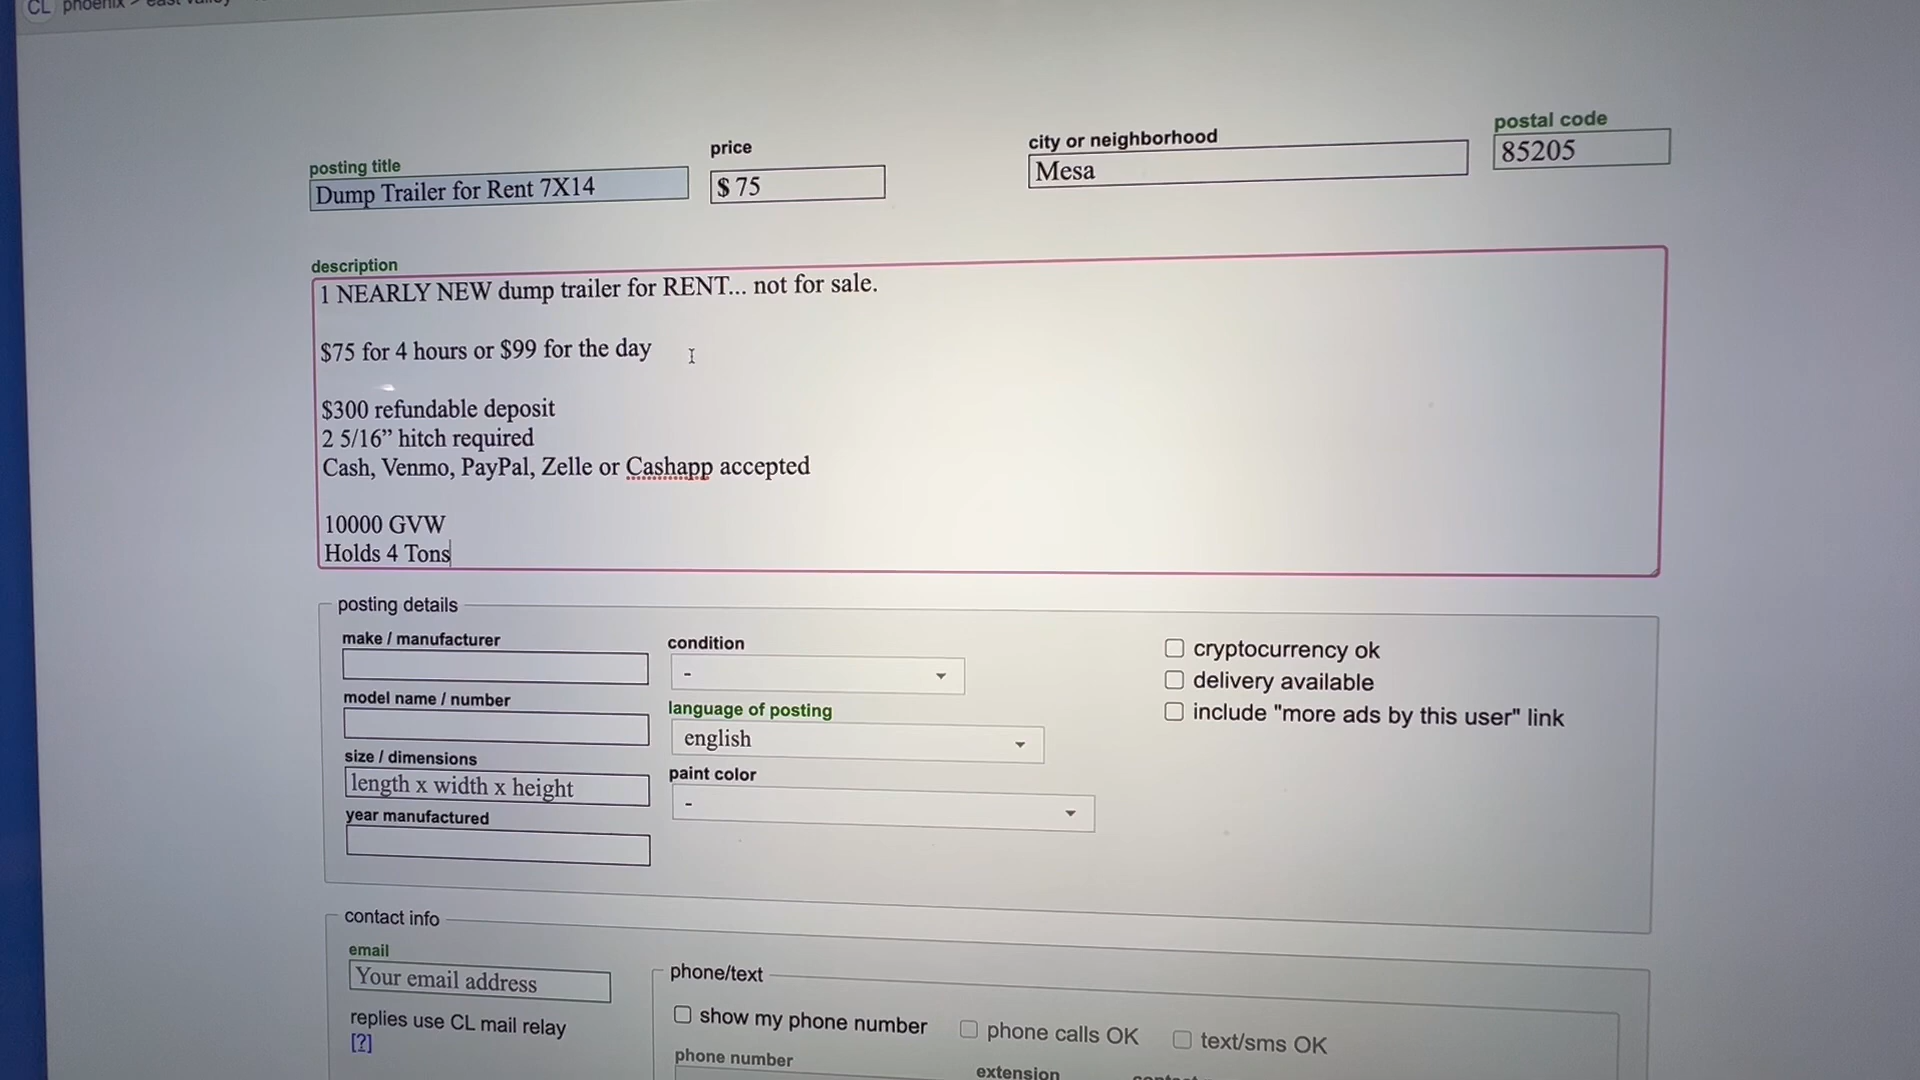 CL phoenix > east valley
posting title
price
city or neighborhood
postal code
Dump Trailer for Rent 7X14
$ 75
Mesa
85205
description
1 NEARLY NEW dump trailer for RENT... not for sale.
$75 for 4 hours or $99 for the day
$300 refundable deposit
2 5/16” hitch required
Cash, Venmo, PayPal, Zelle or Cashapp accepted
10000 GVW
Holds 4 Tons
posting details
make / manufacturer
condition
-
cryptocurrency ok
delivery available
include "more ads by this user" link
model name / number
language of posting
english
size / dimensions
length x width x height
paint color
-
year manufactured
contact info
email
Your email address
replies use CL mail relay
[?]
phone/text
show my phone number
phone calls OK
text/sms OK
phone number
extension